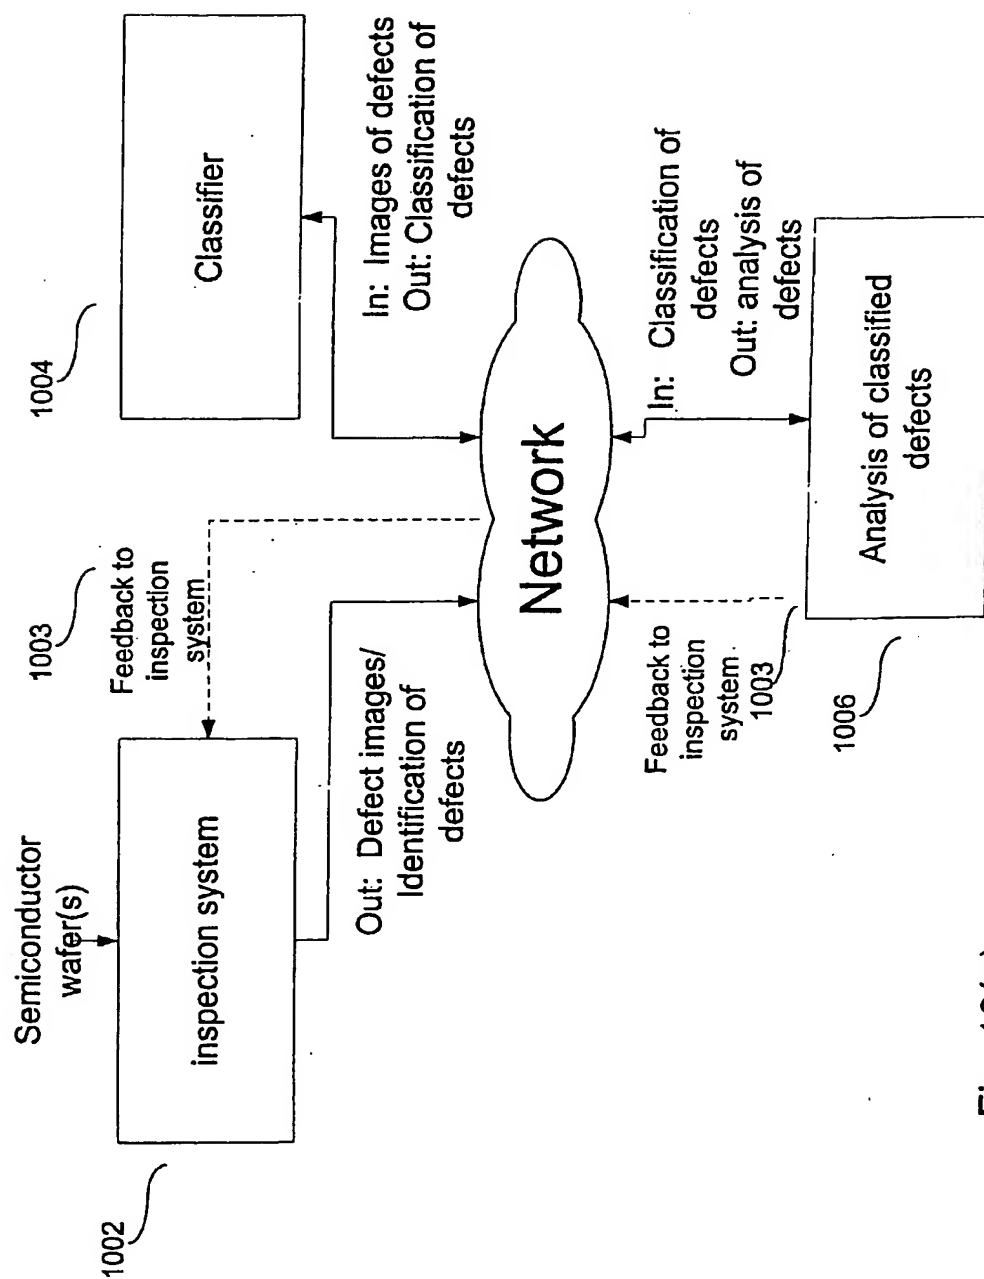 Semiconductor
wafer(s)
1002
inspection system
1003
Feedback to
inspection
system
Out: Defect images/
Identification of
defects
1004
Classifier
In: Images of defects
Out: Classification of
defects
Network
In: Classification of
defects
Out: analysis of
defects
Feedback to
inspection
system
1003
1006
Analysis of classified
defects